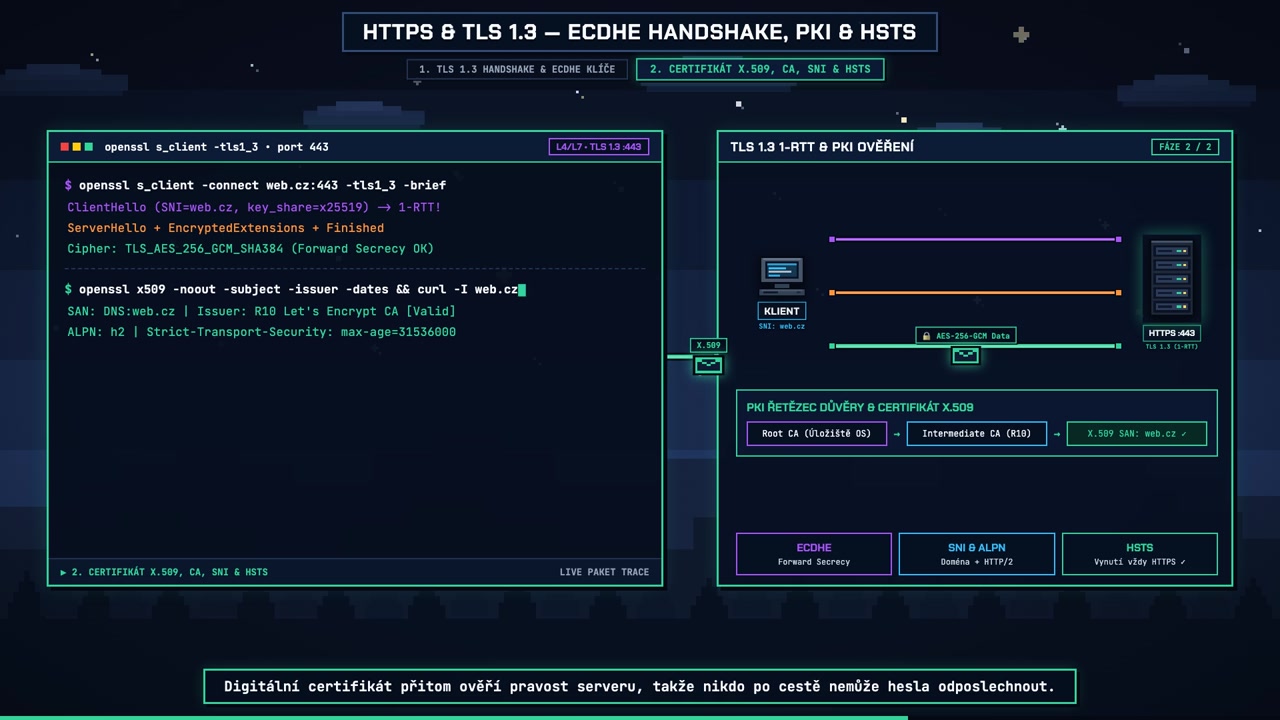 HTTPS & TLS 1.3 — ECDHE HANDSHAKE, PKI & HSTS
1. TLS 1.3 HANDSHAKE & ECDHE KLÍČE
2. CERTIFIKÁT X.509, CA, SNI & HSTS
openssl s_client -tls1_3 • port 443
L4/L7 • TLS 1.3 :443
$ openssl s_client -connect web.cz:443 -tls1_3 -brief
ClientHello (SNI=web.cz, key_share=x25519) —> 1-RTT!
ServerHello + EncryptedExtensions + Finished
Cipher: TLS_AES_256_GCM_SHA384 (Forward Secrecy OK)
$ openssl x509 -noout -subject -issuer -dates && curl -I web.cz
SAN: DNS:web.cz | Issuer: R10 Let's Encrypt CA [Valid]
ALPN: h2 | Strict-Transport-Security: max-age=31536000
▶ 2. CERTIFIKÁT X.509, CA, SNI & HSTS
LIVE PAKET TRACE
X.509
TLS 1.3 1-RTT & PKI OVĚŘENÍ
FÁZE 2 / 2
KLIENT
SNI: web.cz
HTTPS :443
TLS 1.3 (1-RTT)
🔒 AES-256-GCM Data
PKI ŘETĚZEC DŮVĚRY & CERTIFIKÁT X.509
Root CA (Úložiště OS) → Intermediate CA (R10) → X.509 SAN: web.cz ✓
ECDHE
Forward Secrecy
SNI & ALPN
Doména + HTTP/2
HSTS
Vynutí vždy HTTPS ✓
Digitální certifikát přitom ověří pravost serveru, takže nikdo po cestě nemůže hesla odposlechnout.